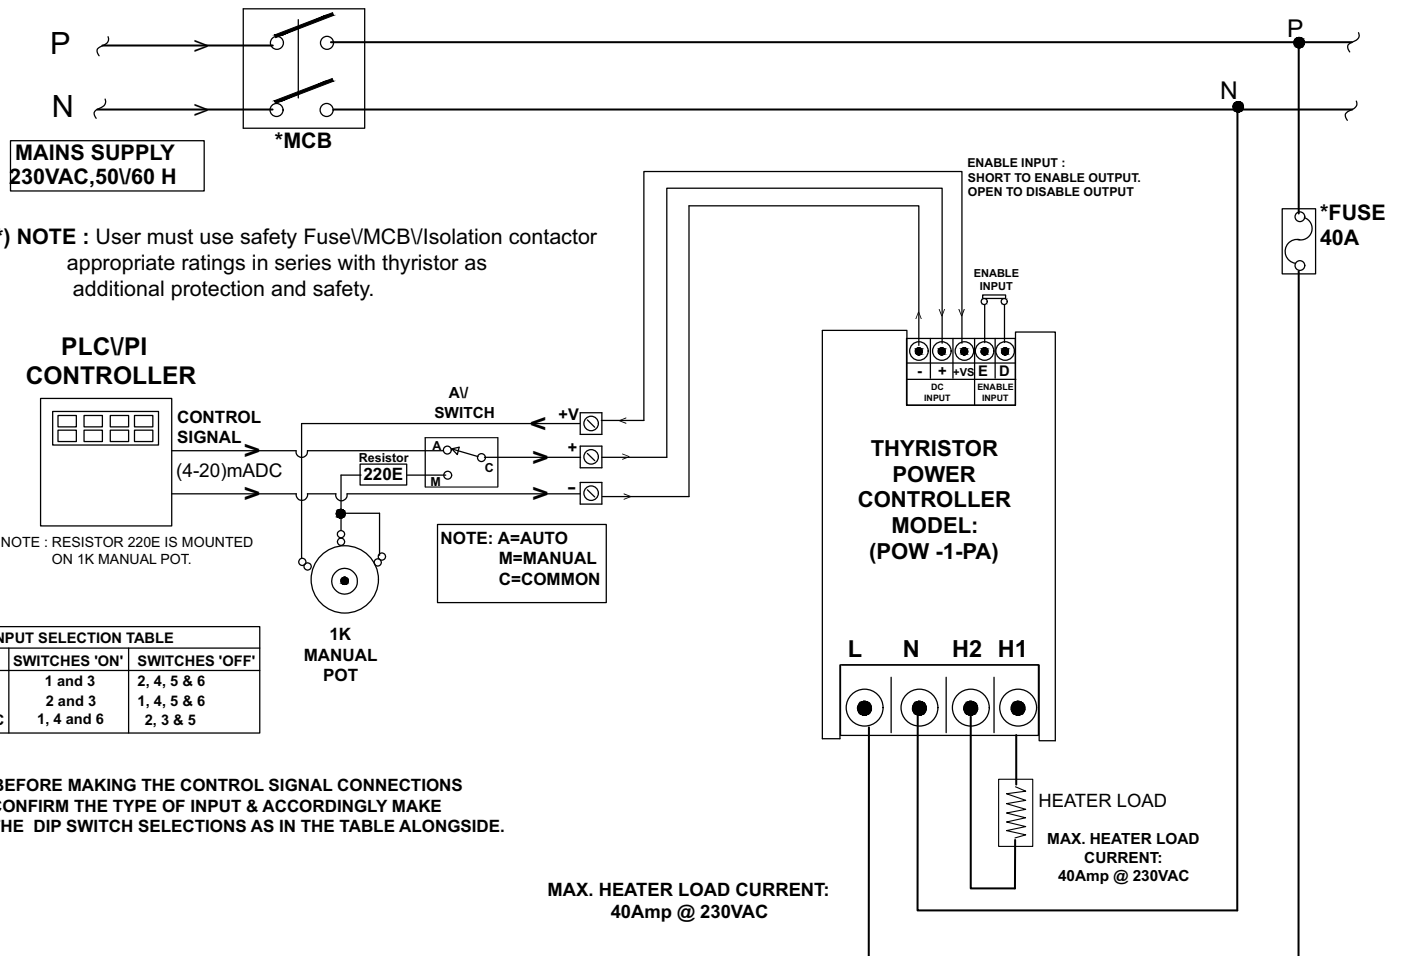 P
N
*MCB
MAINS SUPPLY
230VAC,50\/60 H
P
N
*FUSE
40A
ENABLE INPUT :
SHORT TO ENABLE OUTPUT.
OPEN TO DISABLE OUTPUT
*) NOTE : User must use safety Fuse\/MCB\/Isolation contactor
appropriate ratings in series with thyristor as
additional protection and safety.
ENABLE
INPUT
PLC\/PI
CONTROLLER
CONTROL
SIGNAL
(4-20)mADC
A\/
SWITCH
+V
+
-
A
C
M
Resistor
220E
NOTE : RESISTOR 220E IS MOUNTED
ON 1K MANUAL POT.
NOTE: A=AUTO
M=MANUAL
C=COMMON
1K
MANUAL
POT
- + +VS E D
DC
INPUT
ENABLE
INPUT
THYRISTOR
POWER
CONTROLLER
MODEL:
(POW -1-PA)
L N H2 H1
NPUT SELECTION TABLE
SWITCHES 'ON' SWITCHES 'OFF'
1 and 3 2, 4, 5 & 6
2 and 3 1, 4, 5 & 6
C 1, 4 and 6 2, 3 & 5
BEFORE MAKING THE CONTROL SIGNAL CONNECTIONS
CONFIRM THE TYPE OF INPUT & ACCORDINGLY MAKE
THE DIP SWITCH SELECTIONS AS IN THE TABLE ALONGSIDE.
HEATER LOAD
MAX. HEATER LOAD
CURRENT:
40Amp @ 230VAC
MAX. HEATER LOAD CURRENT:
40Amp @ 230VAC